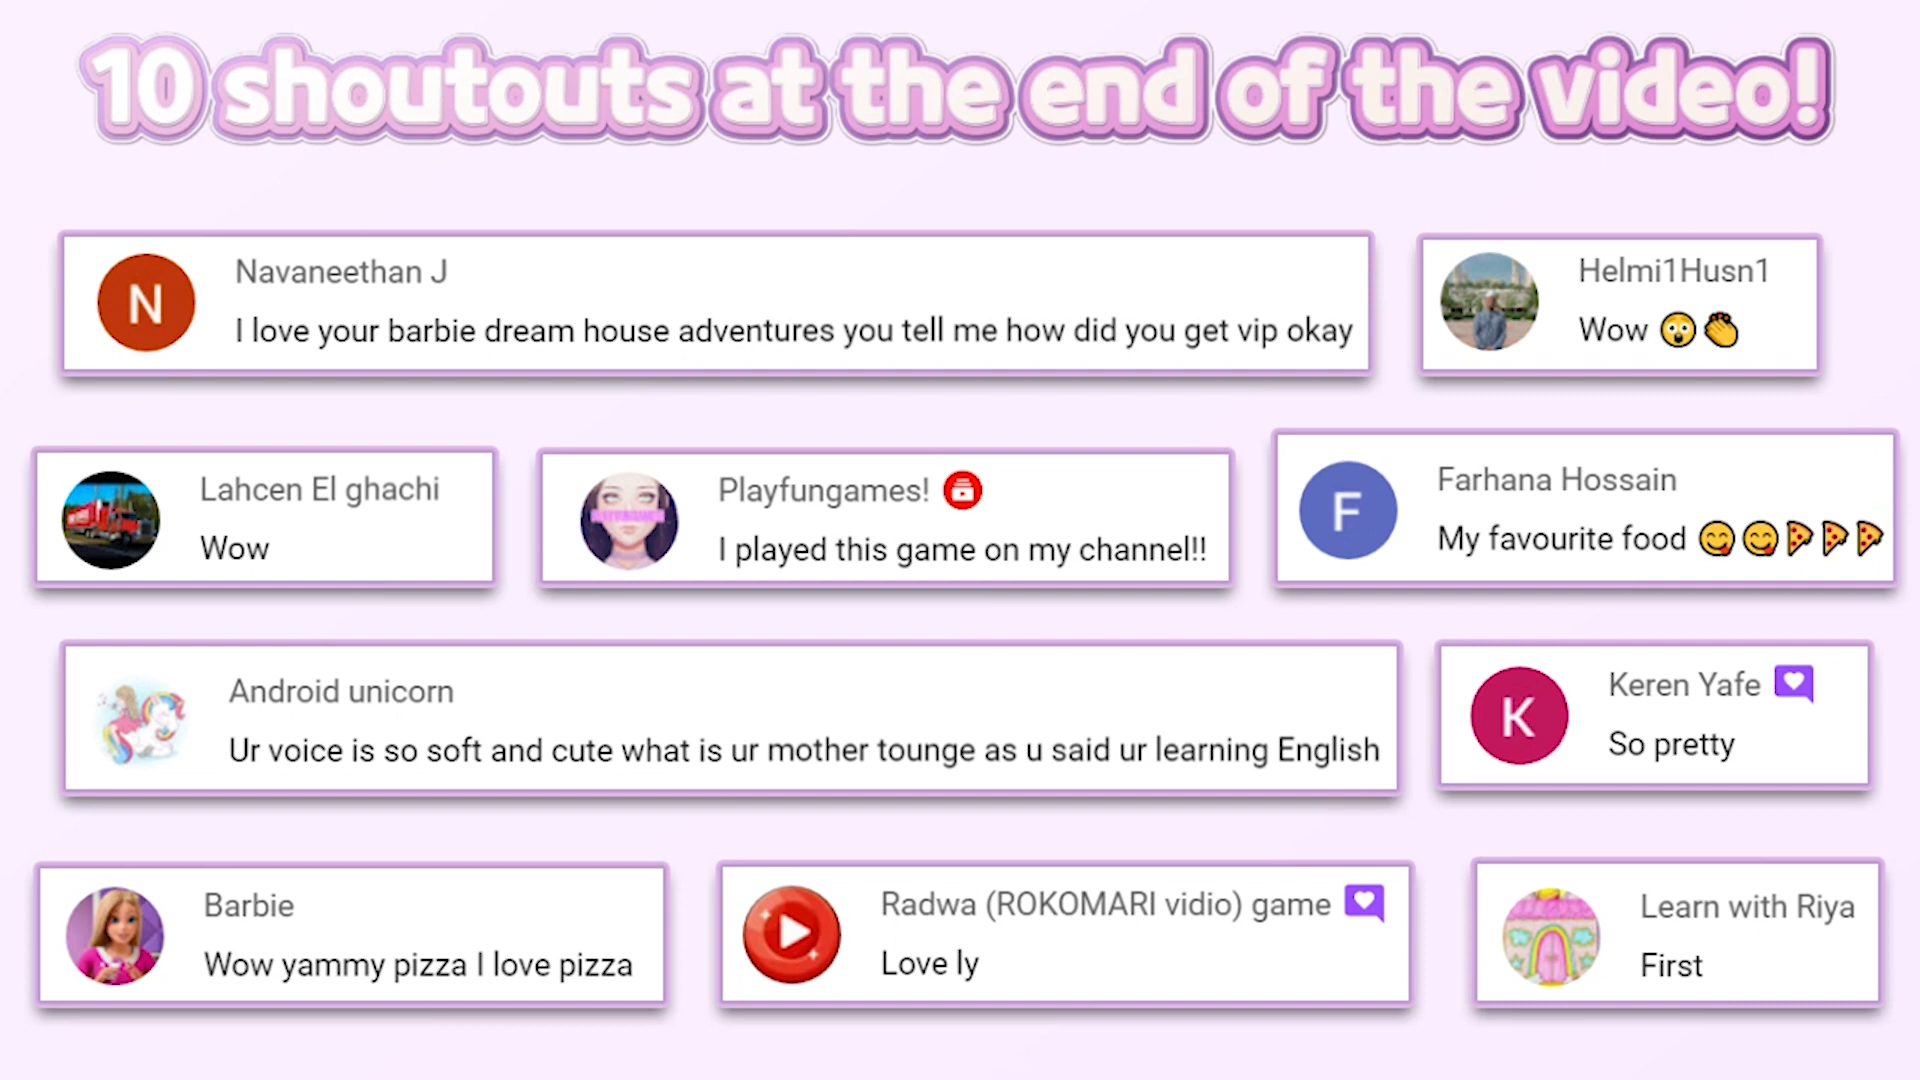 10 shoutouts at the end of the video!
N
Navaneethan J
I love your barbie dream house adventures you tell me how did you get vip okay
Helmi1Husn1
Wow 😲👏
Lahcen El ghachi
Wow
Playfungames!
I played this game on my channel!!
F
Farhana Hossain
My favourite food 😋😋🍕🍕🍕
Android unicorn
Ur voice is so soft and cute what is ur mother tounge as u said ur learning English
K
Keren Yafe
So pretty
Barbie
Wow yammy pizza I love pizza
Radwa (ROKOMARI vidio) game
Love ly
Learn with Riya
First